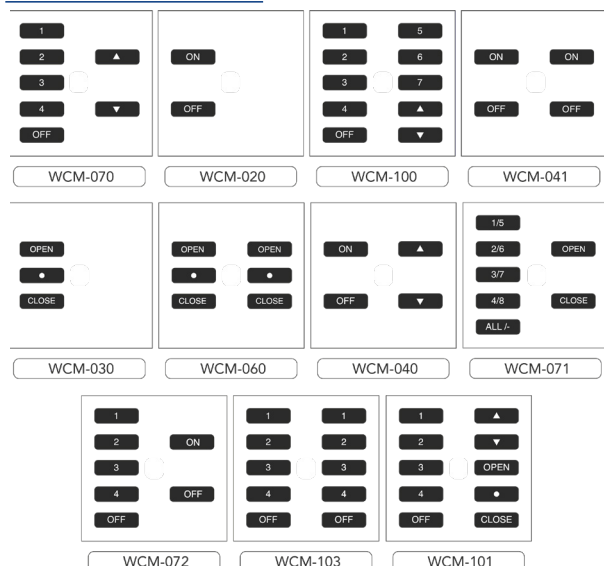 1
2 ▲
3
4 ▼
OFF
WCM-070
ON
OFF
WCM-020
1 5
2 6
3 7
4 ▲
OFF ▼
WCM-100
ON ON
OFF OFF
WCM-041
OPEN
●
CLOSE
WCM-030
OPEN OPEN
● ●
CLOSE CLOSE
WCM-060
ON ▲
OFF ▼
WCM-040
1/5
2/6 OPEN
3/7
4/8 CLOSE
ALL /-
WCM-071
1
2 ON
3
4 OFF
OFF
WCM-072
1 1
2 2
3 3
4 4
OFF OFF
WCM-103
1 ▲
2 ▼
3 OPEN
4 ●
OFF CLOSE
WCM-101